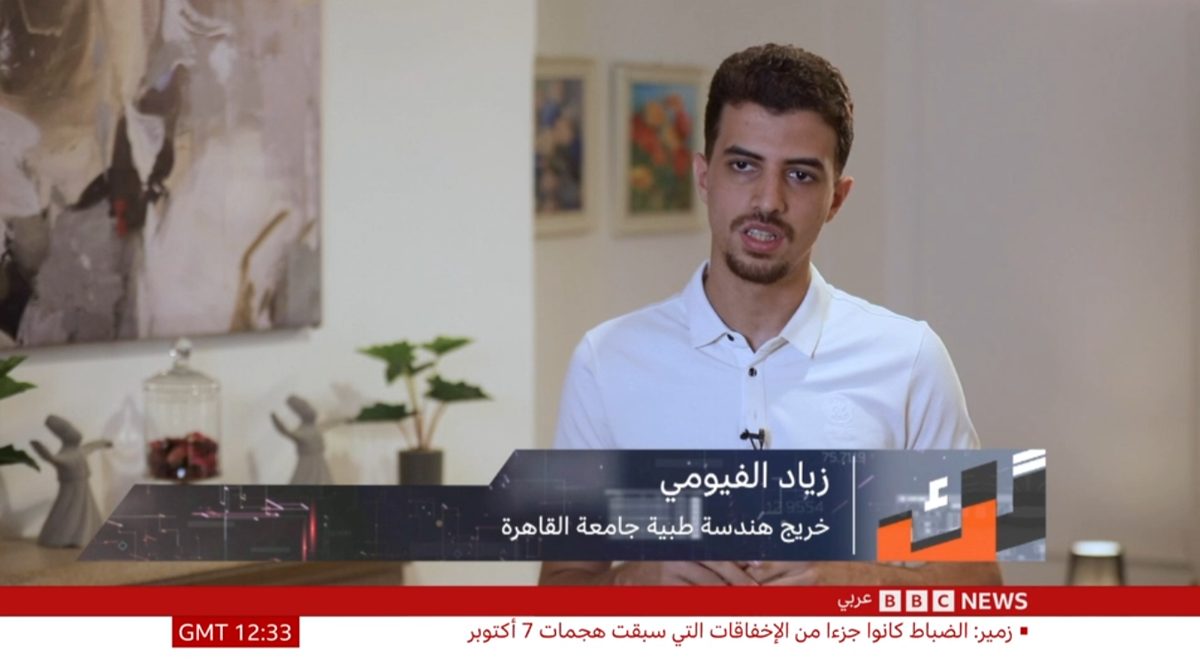 زياد الفيومي
خريج هندسة طبية جامعة القاهرة
BBC NEWS عربي
زمير: الضباط كانوا جزءا من الإخفاقات التي سبقت هجمات 7 أكتوبر
GMT 12:33